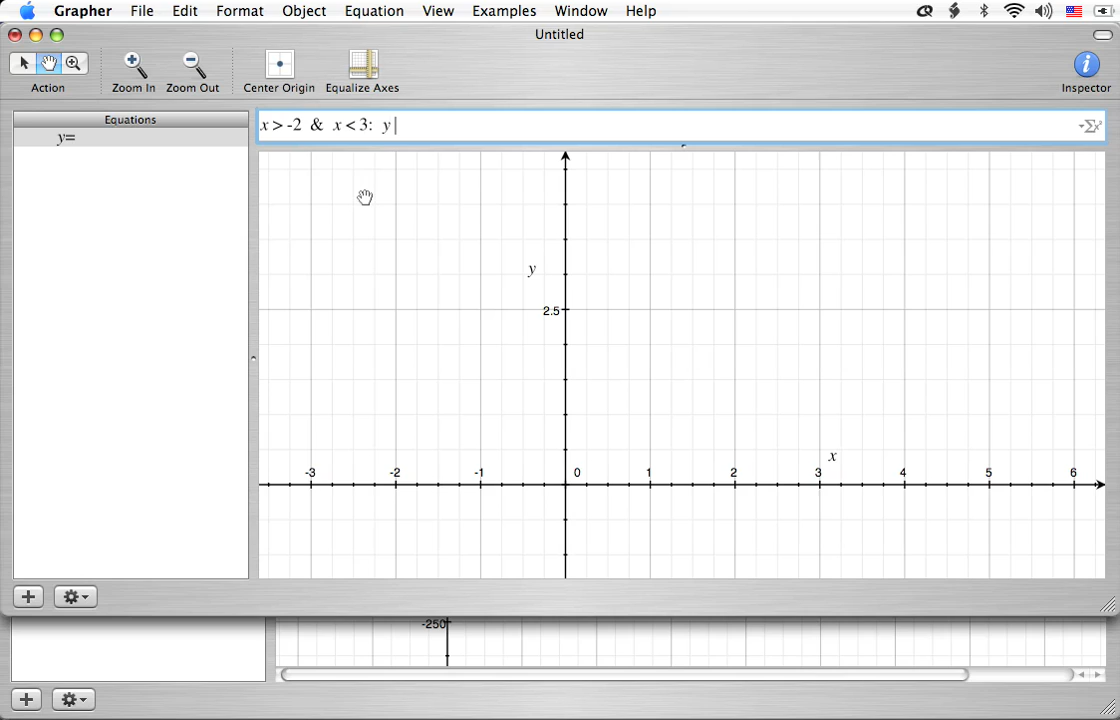 Grapher File Edit Format Object Equation View Examples Window Help
Untitled
Action Zoom In Zoom Out Center Origin Equalize Axes Inspector
Equations
y=
x > -2 & x < 3: y
Σx²
y
2.5
x
-3 -2 -1 0 1 2 3 4 5 6
-250